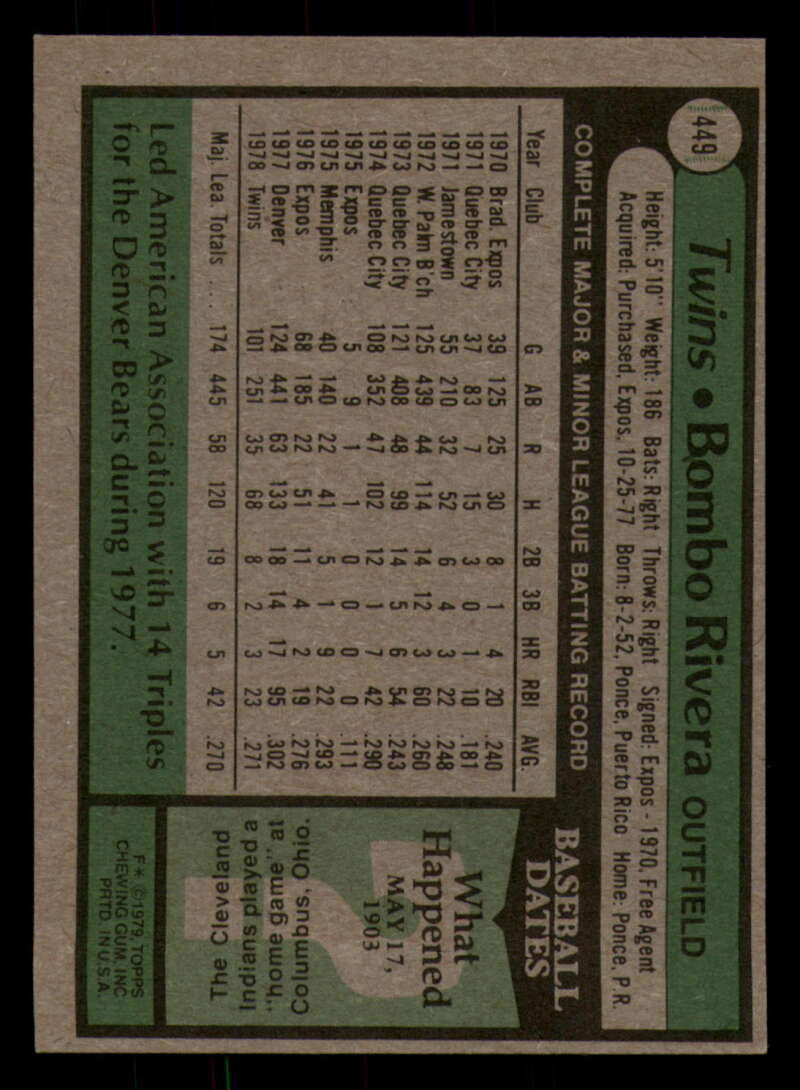 449
Twins • Bombo Rivera OUTFIELD
Height: 5'10" Weight: 186 Bats: Right Throws: Right Signed: Expos - 1970, Free Agent
Acquired: Purchased, Expos, 10-25-77 Born: 8-2-52, Ponce, Puerto Rico Home: Ponce, P.R.
COMPLETE MAJOR & MINOR LEAGUE BATTING RECORD
Year Club G AB R H 2B 3B HR RBI AVG.
1970 Brad. Expos 39 125 25 30 8 1 4 20 .240
1971 Quebec City 37 83 7 15 3 0 1 10 .181
1971 Jamestown 55 210 32 52 6 4 3 22 .248
1972 W. Palm B'ch 125 439 44 114 14 12 3 60 .260
1973 Quebec City 121 408 48 99 14 5 6 54 .243
1974 Quebec City 108 352 47 102 12 1 7 42 .290
1975 Expos 5 9 1 1 0 0 0 0 .111
1975 Memphis 40 140 22 41 5 1 9 22 .293
1976 Expos 68 185 22 51 11 4 2 19 .276
1977 Denver 124 441 63 133 18 14 17 95 .302
1978 Twins 101 251 35 68 8 2 3 23 .271
Maj. Lea. Totals .... 174 445 58 120 19 6 5 42 .270
Led American Association with 14 Triples
for the Denver Bears during 1977.
BASEBALL
DATES
What
Happened
MAY 17,
1903
The Cleveland
Indians played a
"home game" at
Columbus, Ohio.
F* ©1979 TOPPS
CHEWING GUM, INC
PRTD. IN U.S.A.